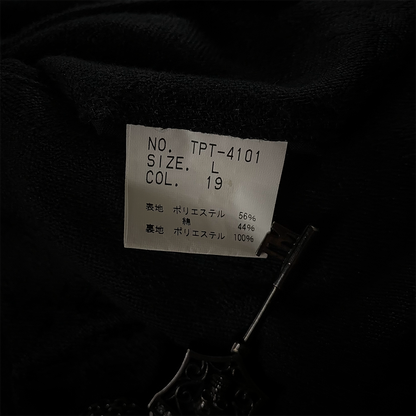 NO. TPT-4101
SIZE. L
COL. 19
表地 ポリエステル 56%
綿 44%
裏地 ポリエステル 100%